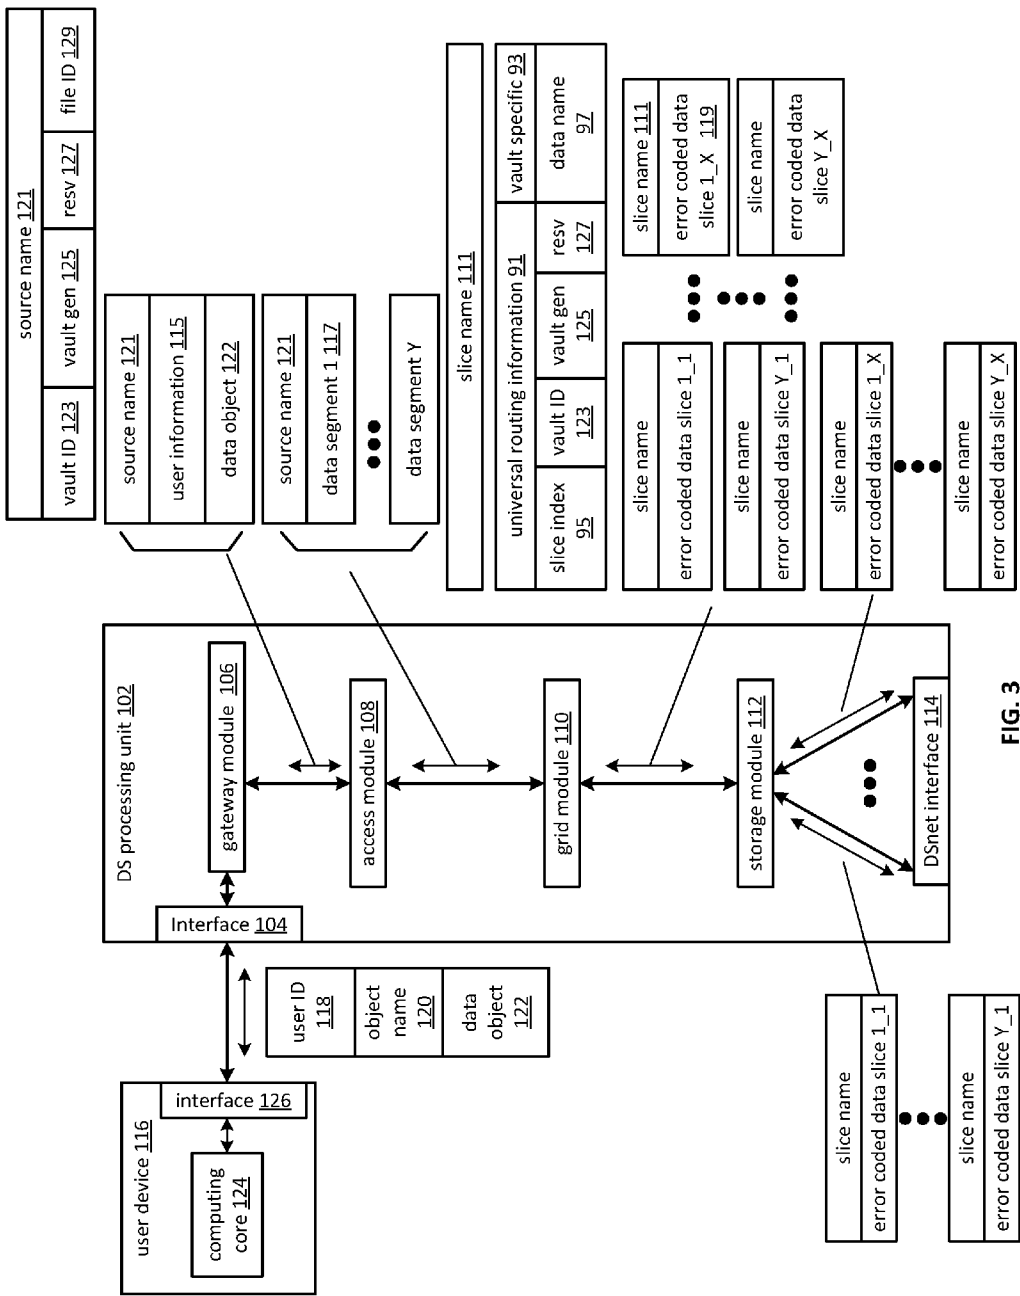 source name 121
vault ID 123
vault gen 125
resv 127
file ID 129
source name 121
user information 115
data object 122
source name 121
data segment 1 117
data segment Y
slice name 111
universal routing information 91
vault specific 93
slice index
95
vault ID
123
vault gen
125
resv
127
data name
97
slice name
error coded data slice 1_1
slice name
error coded data slice Y_1
slice name 111
error coded data
slice 1_X 119
slice name
error coded data
slice Y_X
slice name
error coded data slice 1_X
slice name
error coded data slice Y_X
user device 116
computing
core 124
interface 126
user ID
118
object
name
120
data
object
122
DS processing unit 102
Interface 104
gateway module 106
access module 108
grid module 110
storage module 112
DSnet interface 114
slice name
error coded data slice 1_1
slice name
error coded data slice Y_1
FIG. 3